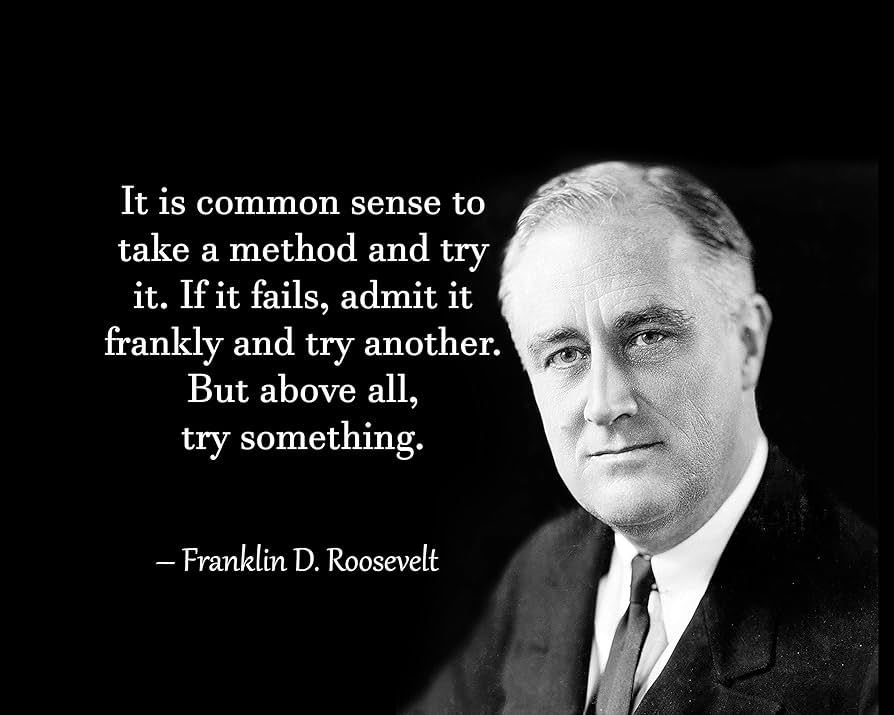 It is common sense to
take a method and try
it. If it fails, admit it
frankly and try another.
But above all,
try something.
– Franklin D. Roosevelt